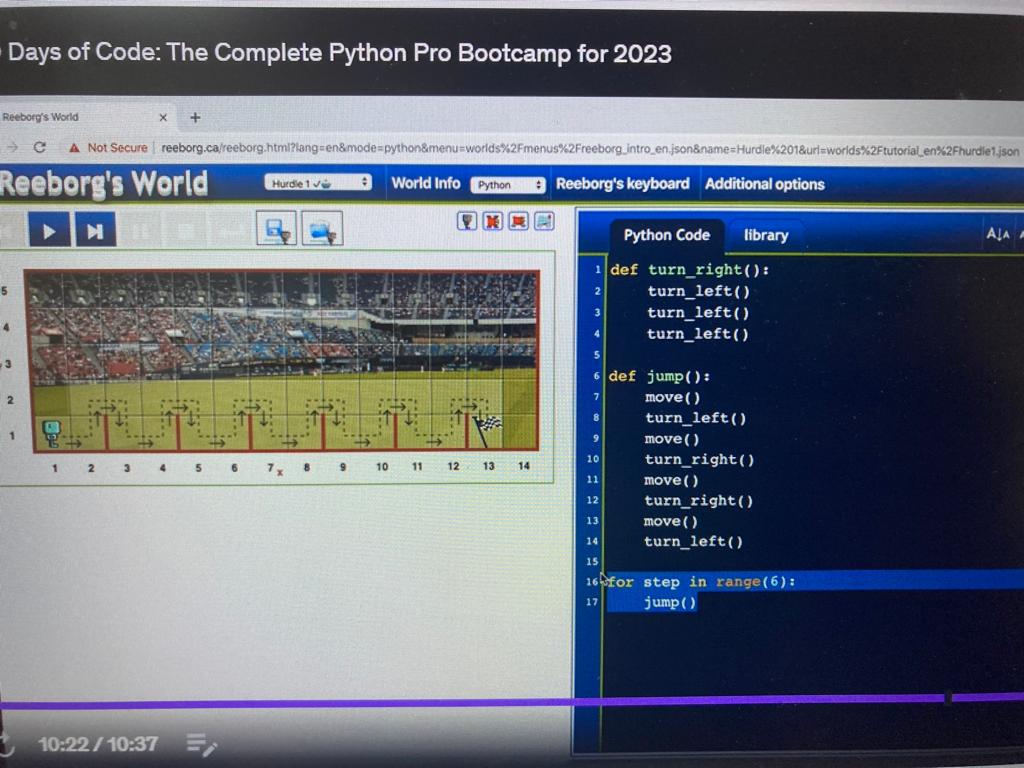 Days of Code: The Complete Python Pro Bootcamp for 2023
Reeborg's World
Not Secure | reeborg.ca/reeborg.html?lang=en&mode=python&menu=worlds%2Fmenus%2Freeborg_intro_en.json&name=Hurdle%201&url=worlds%2Ftutorial_en%2Fhurdle1.json
Reeborg's World Hurdle 1 World Info Python Reeborg's keyboard Additional options
Python Code library
5
4
3
2
1
1 2 3 4 5 6 7 x 8 9 10 11 12 13 14
1 def turn_right():
2 turn_left()
3 turn_left()
4 turn_left()
5
6 def jump():
7 move()
8 turn_left()
9 move()
10 turn_right()
11 move()
12 turn_right()
13 move()
14 turn_left()
15
16 for step in range(6):
17 jump()
10:22 / 10:37